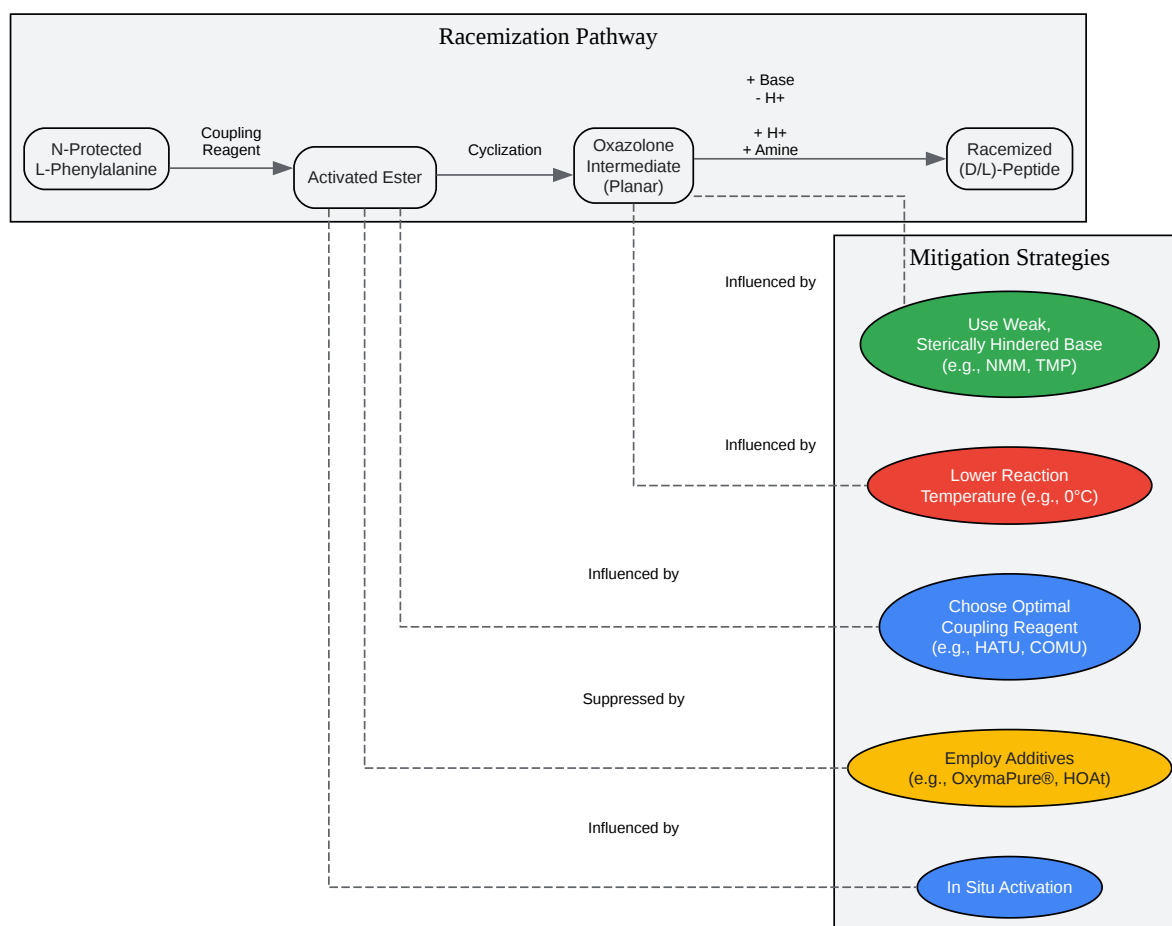 Racemization Pathway
N-Protected
L-Phenylalanine
Coupling
Reagent
Activated Ester
Cyclization
Oxazolone
Intermediate
(Planar)
+ Base
- H+
+ H+
+ Amine
Racemized
(D/L)-Peptide
Mitigation Strategies
Influenced by
Use Weak,
Sterically Hindered Base
(e.g., NMM, TMP)
Influenced by
Lower Reaction
Temperature (e.g., 0°C)
Influenced by
Choose Optimal
Coupling Reagent
(e.g., HATU, COMU)
Suppressed by
Employ Additives
(e.g., OxymaPure®, HOAt)
Influenced by
In Situ Activation